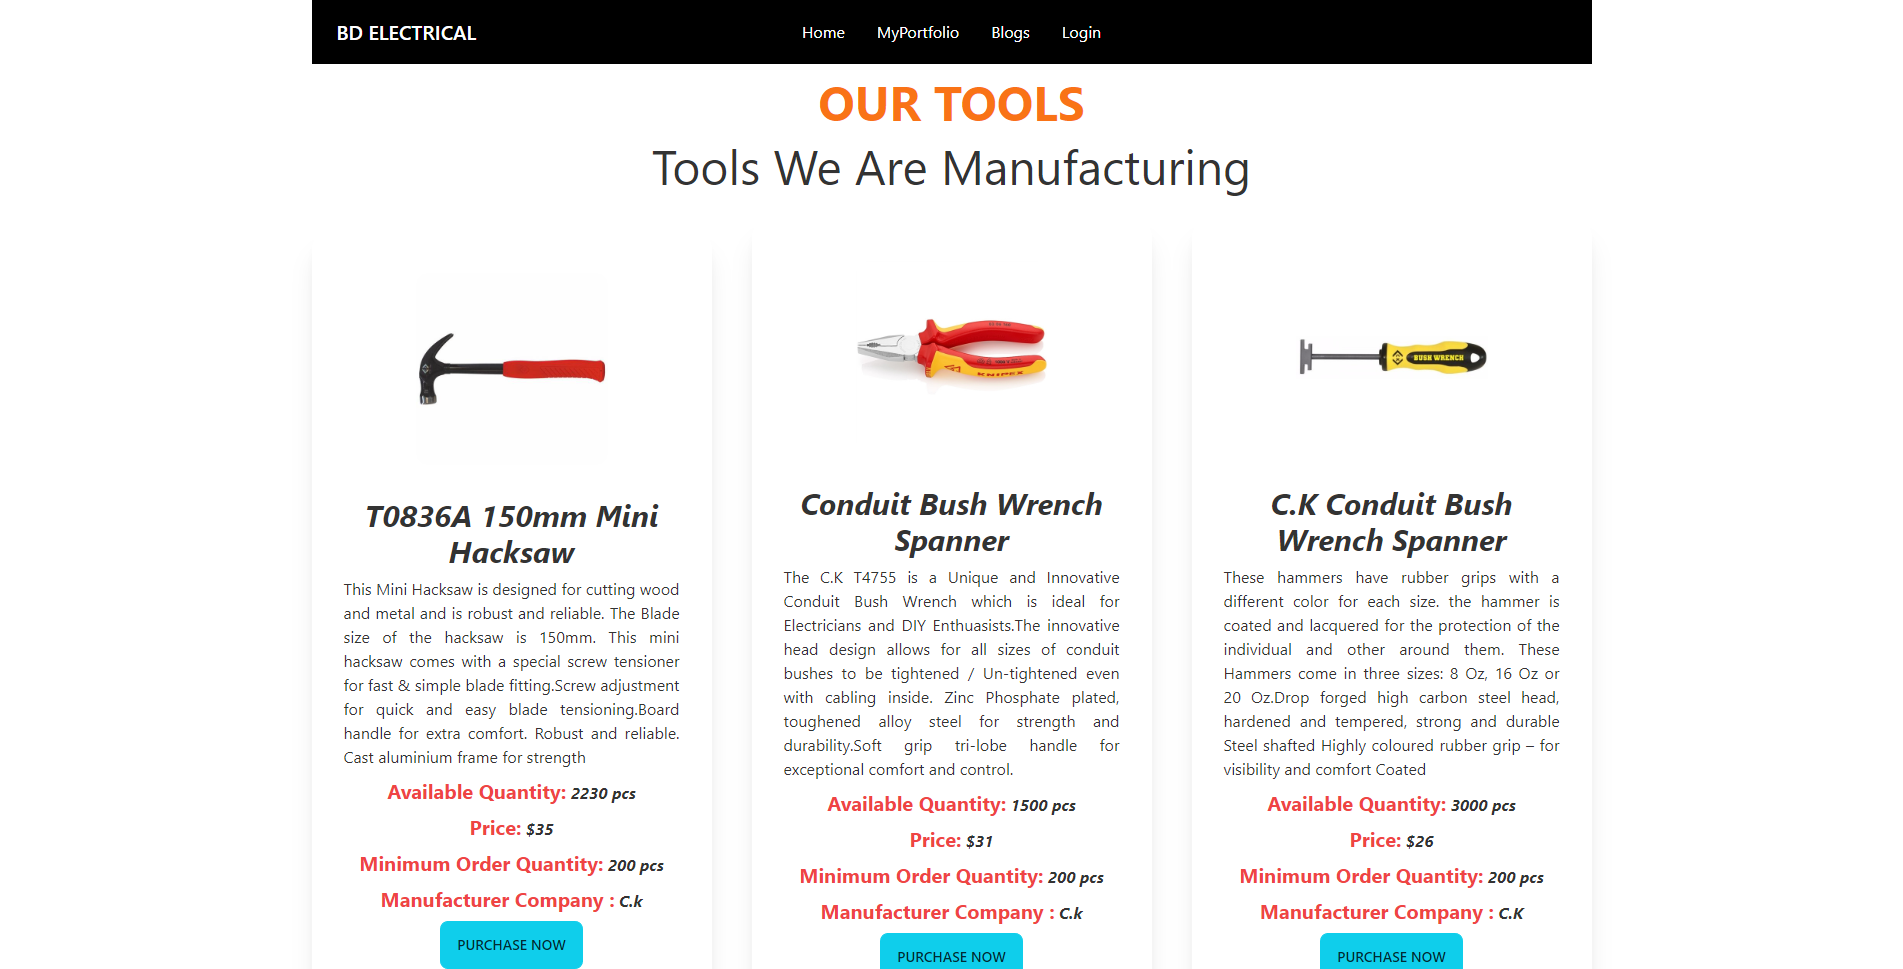 BD ELECTRICAL
Home MyPortfolio Blogs Login
OUR TOOLS
Tools We Are Manufacturing
T0836A 150mm Mini
Hacksaw
This Mini Hacksaw is designed for cutting wood
and metal and is robust and reliable. The Blade
size of the hacksaw is 150mm. This mini
hacksaw comes with a special screw tensioner
for fast & simple blade fitting.Screw adjustment
for quick and easy blade tensioning.Board
handle for extra comfort. Robust and reliable.
Cast aluminium frame for strength
Available Quantity: 2230 pcs
Price: $35
Minimum Order Quantity: 200 pcs
Manufacturer Company : C.k
PURCHASE NOW
KNIPEX
Conduit Bush Wrench
Spanner
The C.K T4755 is a Unique and Innovative
Conduit Bush Wrench which is ideal for
Electricians and DIY Enthuasists.The innovative
head design allows for all sizes of conduit
bushes to be tightened / Un-tightened even
with cabling inside. Zinc Phosphate plated,
toughened alloy steel for strength and
durability.Soft grip tri-lobe handle for
exceptional comfort and control.
Available Quantity: 1500 pcs
Price: $31
Minimum Order Quantity: 200 pcs
Manufacturer Company : C.k
PURCHASE NOW
BUSH WRENCH
C.K Conduit Bush
Wrench Spanner
These hammers have rubber grips with a
different color for each size. the hammer is
coated and lacquered for the protection of the
individual and other around them. These
Hammers come in three sizes: 8 Oz, 16 Oz or
20 Oz.Drop forged high carbon steel head,
hardened and tempered, strong and durable
Steel shafted Highly coloured rubber grip – for
visibility and comfort Coated
Available Quantity: 3000 pcs
Price: $26
Minimum Order Quantity: 200 pcs
Manufacturer Company : C.K
PURCHASE NOW